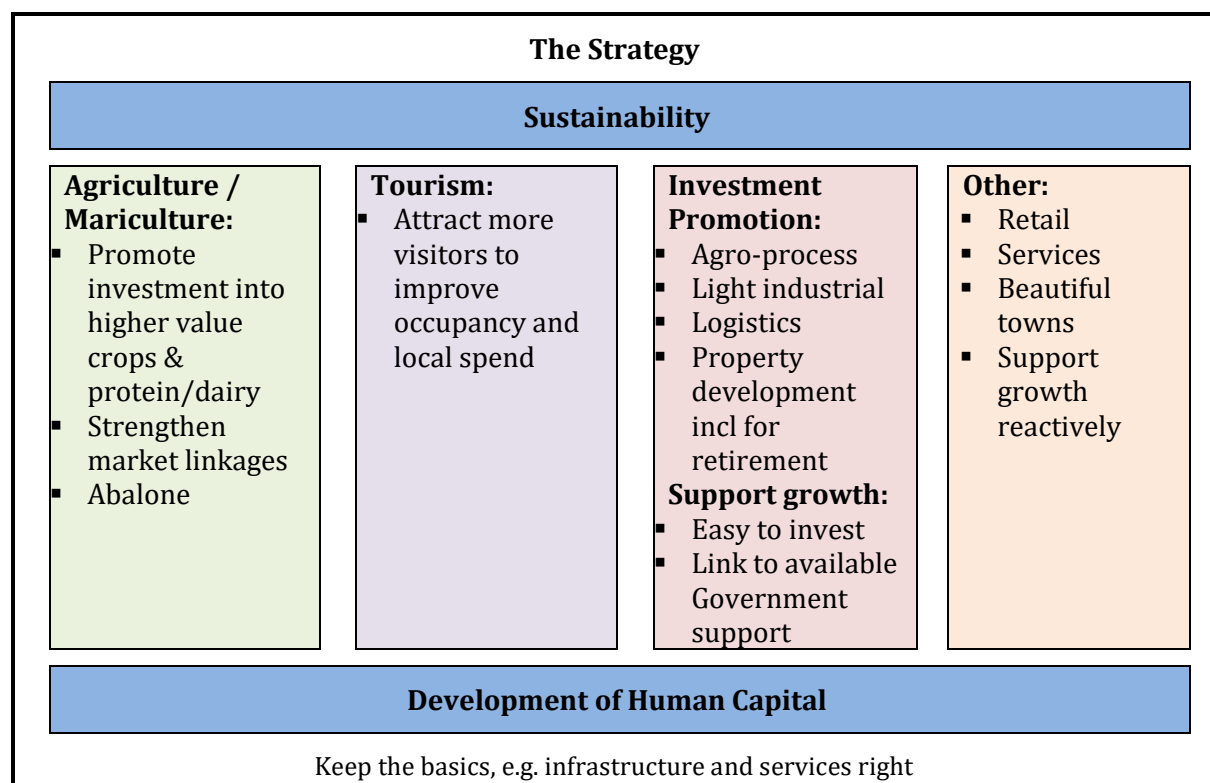 The Strategy
Sustainability
Agriculture /
Mariculture:
▪ Promote
investment into
higher value
crops &
protein/dairy
▪ Strengthen
market linkages
▪ Abalone
Tourism:
▪ Attract more
visitors to
improve
occupancy and
local spend
Investment
Promotion:
▪ Agro-process
▪ Light industrial
▪ Logistics
▪ Property
development
incl for
retirement
Support growth:
▪ Easy to invest
▪ Link to available
Government
support
Other:
▪ Retail
▪ Services
▪ Beautiful
towns
▪ Support
growth
reactively
Development of Human Capital
Keep the basics, e.g. infrastructure and services right